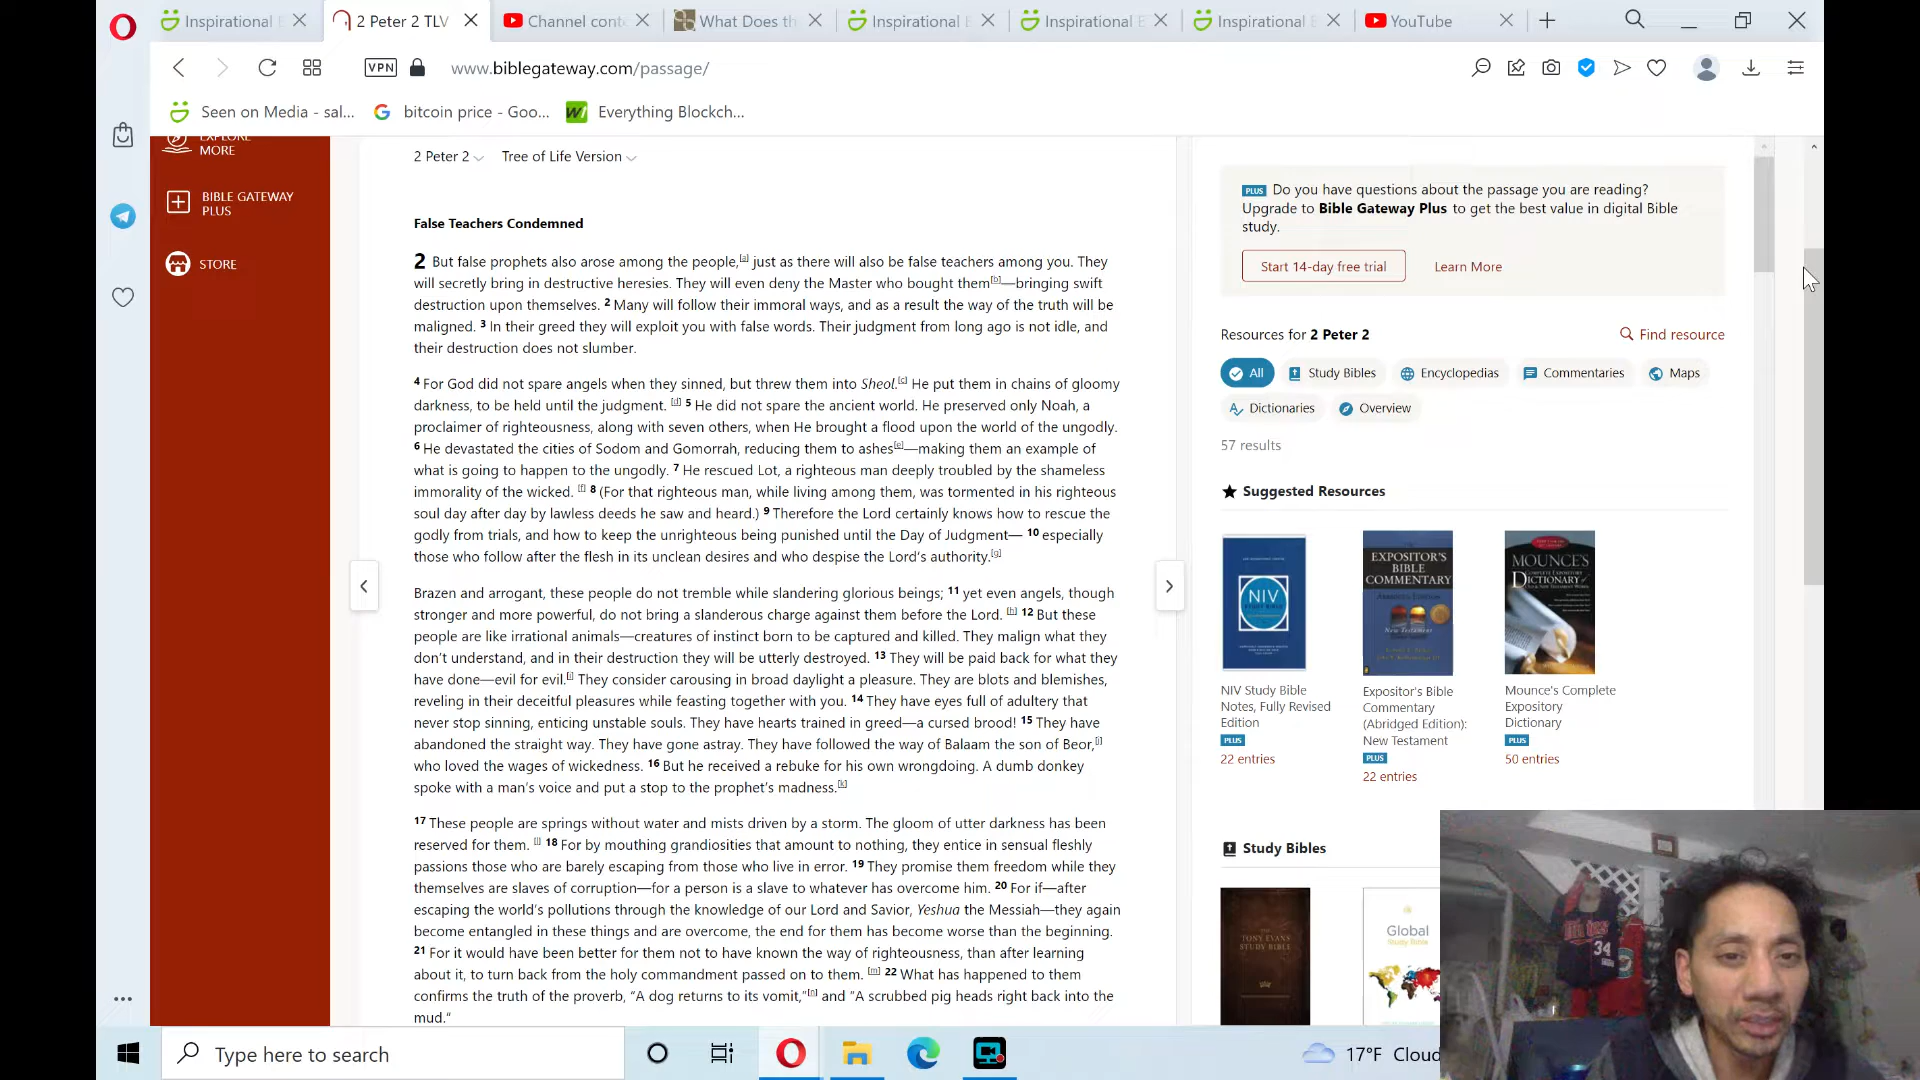 Inspirational E
2 Peter 2 TLV
Channel conte
What Does th
Inspirational E
Inspirational E
Inspirational E
YouTube
VPN
www.biblegateway.com/passage/
Seen on Media - sal...
bitcoin price - Goo...
Everything Blockch...
EXPLORE
MORE
BIBLE GATEWAY
PLUS
STORE
2 Peter 2
Tree of Life Version
False Teachers Condemned
2 But false prophets also arose among the people,[a] just as there will also be false teachers among you. They
will secretly bring in destructive heresies. They will even deny the Master who bought them[b]—bringing swift
destruction upon themselves. 2 Many will follow their immoral ways, and as a result the way of the truth will be
maligned. 3 In their greed they will exploit you with false words. Their judgment from long ago is not idle, and
their destruction does not slumber.
4 For God did not spare angels when they sinned, but threw them into Sheol.[c] He put them in chains of gloomy
darkness, to be held until the judgment. [d] 5 He did not spare the ancient world. He preserved only Noah, a
proclaimer of righteousness, along with seven others, when He brought a flood upon the world of the ungodly.
6 He devastated the cities of Sodom and Gomorrah, reducing them to ashes[e]—making them an example of
what is going to happen to the ungodly. 7 He rescued Lot, a righteous man deeply troubled by the shameless
immorality of the wicked. [f] 8 (For that righteous man, while living among them, was tormented in his righteous
soul day after day by lawless deeds he saw and heard.) 9 Therefore the Lord certainly knows how to rescue the
godly from trials, and how to keep the unrighteous being punished until the Day of Judgment— 10 especially
those who follow after the flesh in its unclean desires and who despise the Lord's authority.[g]
Brazen and arrogant, these people do not tremble while slandering glorious beings; 11 yet even angels, though
stronger and more powerful, do not bring a slanderous charge against them before the Lord. [h] 12 But these
people are like irrational animals—creatures of instinct born to be captured and killed. They malign what they
don't understand, and in their destruction they will be utterly destroyed. 13 They will be paid back for what they
have done—evil for evil.[i] They consider carousing in broad daylight a pleasure. They are blots and blemishes,
reveling in their deceitful pleasures while feasting together with you. 14 They have eyes full of adultery that
never stop sinning, enticing unstable souls. They have hearts trained in greed—a cursed brood! 15 They have
abandoned the straight way. They have gone astray. They have followed the way of Balaam the son of Beor,[j]
who loved the wages of wickedness. 16 But he received a rebuke for his own wrongdoing. A dumb donkey
spoke with a man's voice and put a stop to the prophet's madness.[k]
17 These people are springs without water and mists driven by a storm. The gloom of utter darkness has been
reserved for them. [l] 18 For by mouthing grandiosities that amount to nothing, they entice in sensual fleshly
passions those who are barely escaping from those who live in error. 19 They promise them freedom while they
themselves are slaves of corruption—for a person is a slave to whatever has overcome him. 20 For if—after
escaping the world's pollutions through the knowledge of our Lord and Savior, Yeshua the Messiah—they again
become entangled in these things and are overcome, the end for them has become worse than the beginning.
21 For it would have been better for them not to have known the way of righteousness, than after learning
about it, to turn back from the holy commandment passed on to them. [m] 22 What has happened to them
confirms the truth of the proverb, "A dog returns to its vomit,"[n] and "A scrubbed pig heads right back into the
mud."
PLUS Do you have questions about the passage you are reading?
Upgrade to Bible Gateway Plus to get the best value in digital Bible
study.
Start 14-day free trial
Learn More
Resources for 2 Peter 2
Find resource
All
Study Bibles
Encyclopedias
Commentaries
Maps
Dictionaries
Overview
57 results
Suggested Resources
NIV
EXPOSITOR'S
BIBLE
COMMENTARY
New Testament
MOUNCE'S
COMPLETE EXPOSITORY
DICTIONARY
NIV Study Bible
Notes, Fully Revised
Edition
PLUS
22 entries
Expositor's Bible
Commentary
(Abridged Edition):
New Testament
PLUS
22 entries
Mounce's Complete
Expository
Dictionary
PLUS
50 entries
Study Bibles
THE
TONY EVANS
STUDY BIBLE
Global
Study Bible
34
Type here to search
17°F Cloud